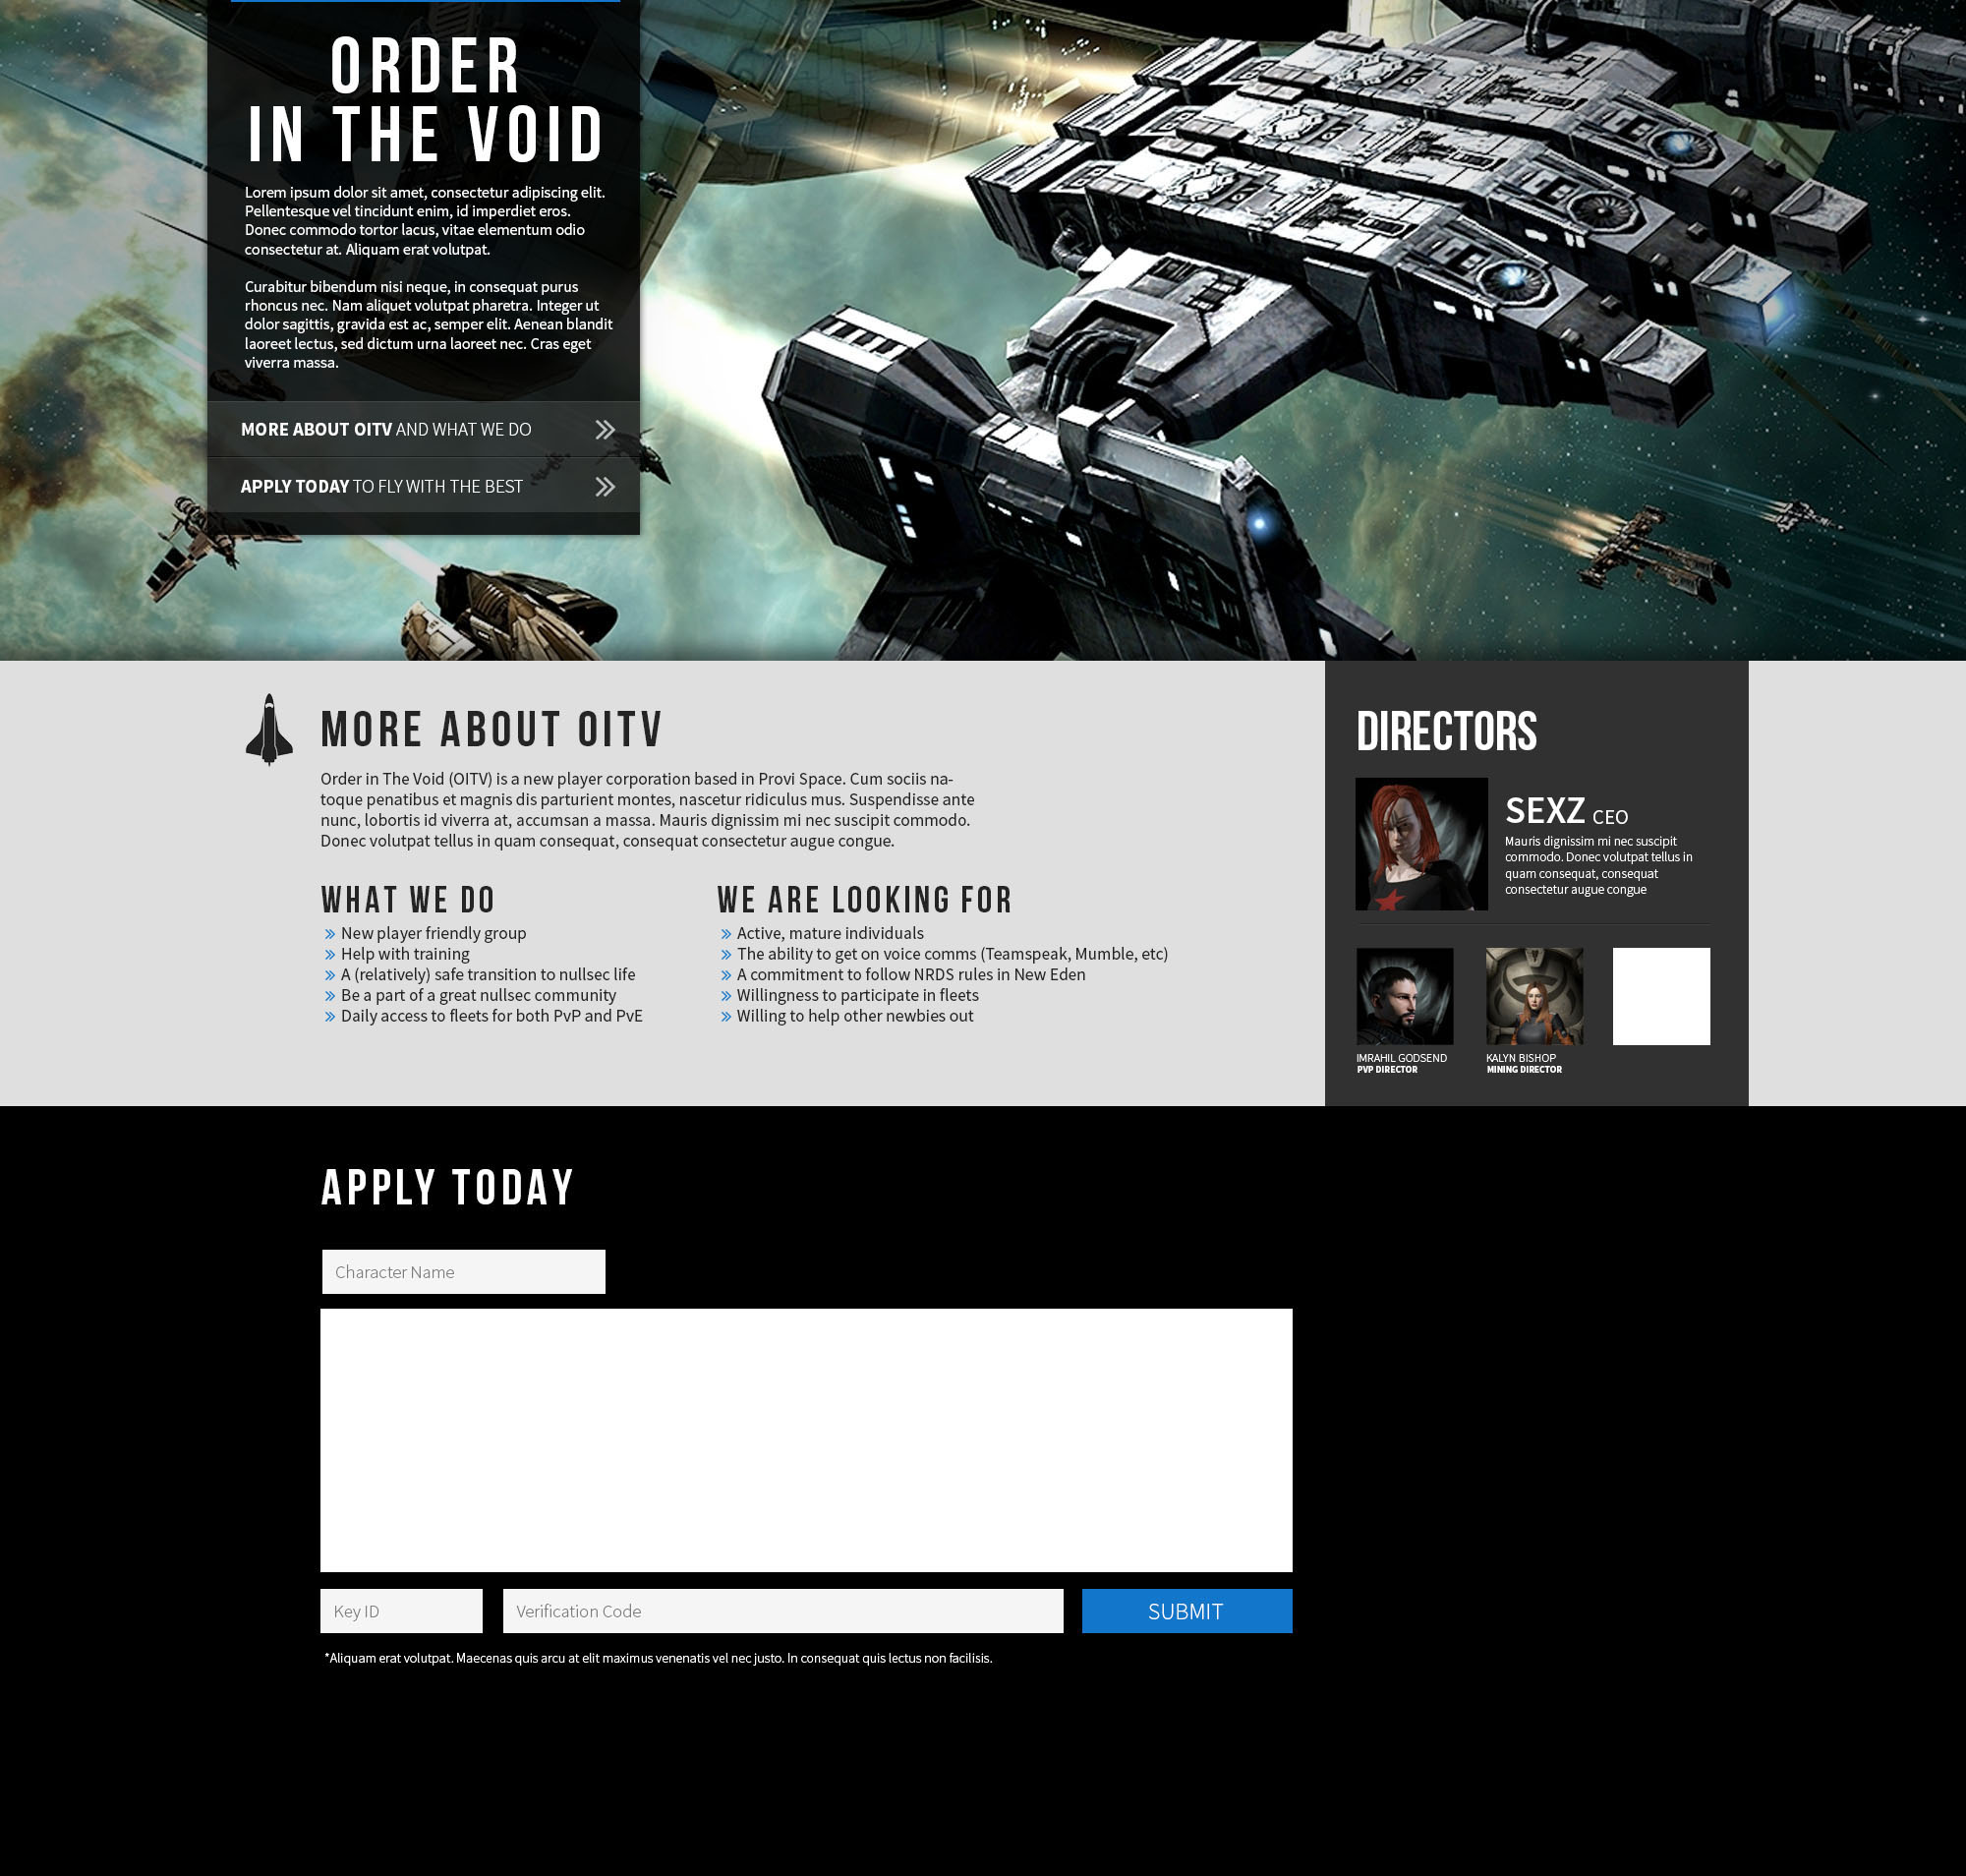 ORDER
IN THE VOID
Lorem ipsum dolor sit amet, consectetur adipiscing elit.
Pellentesque vel tincidunt enim, id imperdiet eros.
Donec commodo tortor lacus, vitae elementum odio
consectetur at. Aliquam erat volutpat.
Curabitur bibendum nisi neque, in consequat purus
rhoncus nec. Nam aliquet volutpat pharetra. Integer ut
dolor sagittis, gravida est ac, semper elit. Aenean blandit
laoreet lectus, sed dictum urna laoreet nec. Cras eget
viverra massa.
MORE ABOUT OITV AND WHAT WE DO
APPLY TODAY TO FLY WITH THE BEST
MORE ABOUT OITV
Order in The Void (OITV) is a new player corporation based in Provi Space. Cum sociis na-
toque penatibus et magnis dis parturient montes, nascetur ridiculus mus. Suspendisse ante
nunc, lobortis id viverra at, accumsan a massa. Mauris dignissim mi nec suscipit commodo.
Donec volutpat tellus in quam consequat, consequat consectetur augue congue.
WHAT WE DO
New player friendly group
Help with training
A (relatively) safe transition to nullsec life
Be a part of a great nullsec community
Daily access to fleets for both PvP and PvE
WE ARE LOOKING FOR
Active, mature individuals
The ability to get on voice comms (Teamspeak, Mumble, etc)
A commitment to follow NRDS rules in New Eden
Willingness to participate in fleets
Willing to help other newbies out
DIRECTORS
SEXZ CEO
Mauris dignissim mi nec suscipit
commodo. Donec volutpat tellus in
quam consequat, consequat
consectetur augue congue
IMRAHIL GODSEND
PVP DIRECTOR
KALYN BISHOP
MINING DIRECTOR
APPLY TODAY
Character Name
Key ID
Verification Code
SUBMIT
*Aliquam erat volutpat. Maecenas quis arcu at elit maximus venenatis vel nec justo. In consequat quis lectus non facilisis.